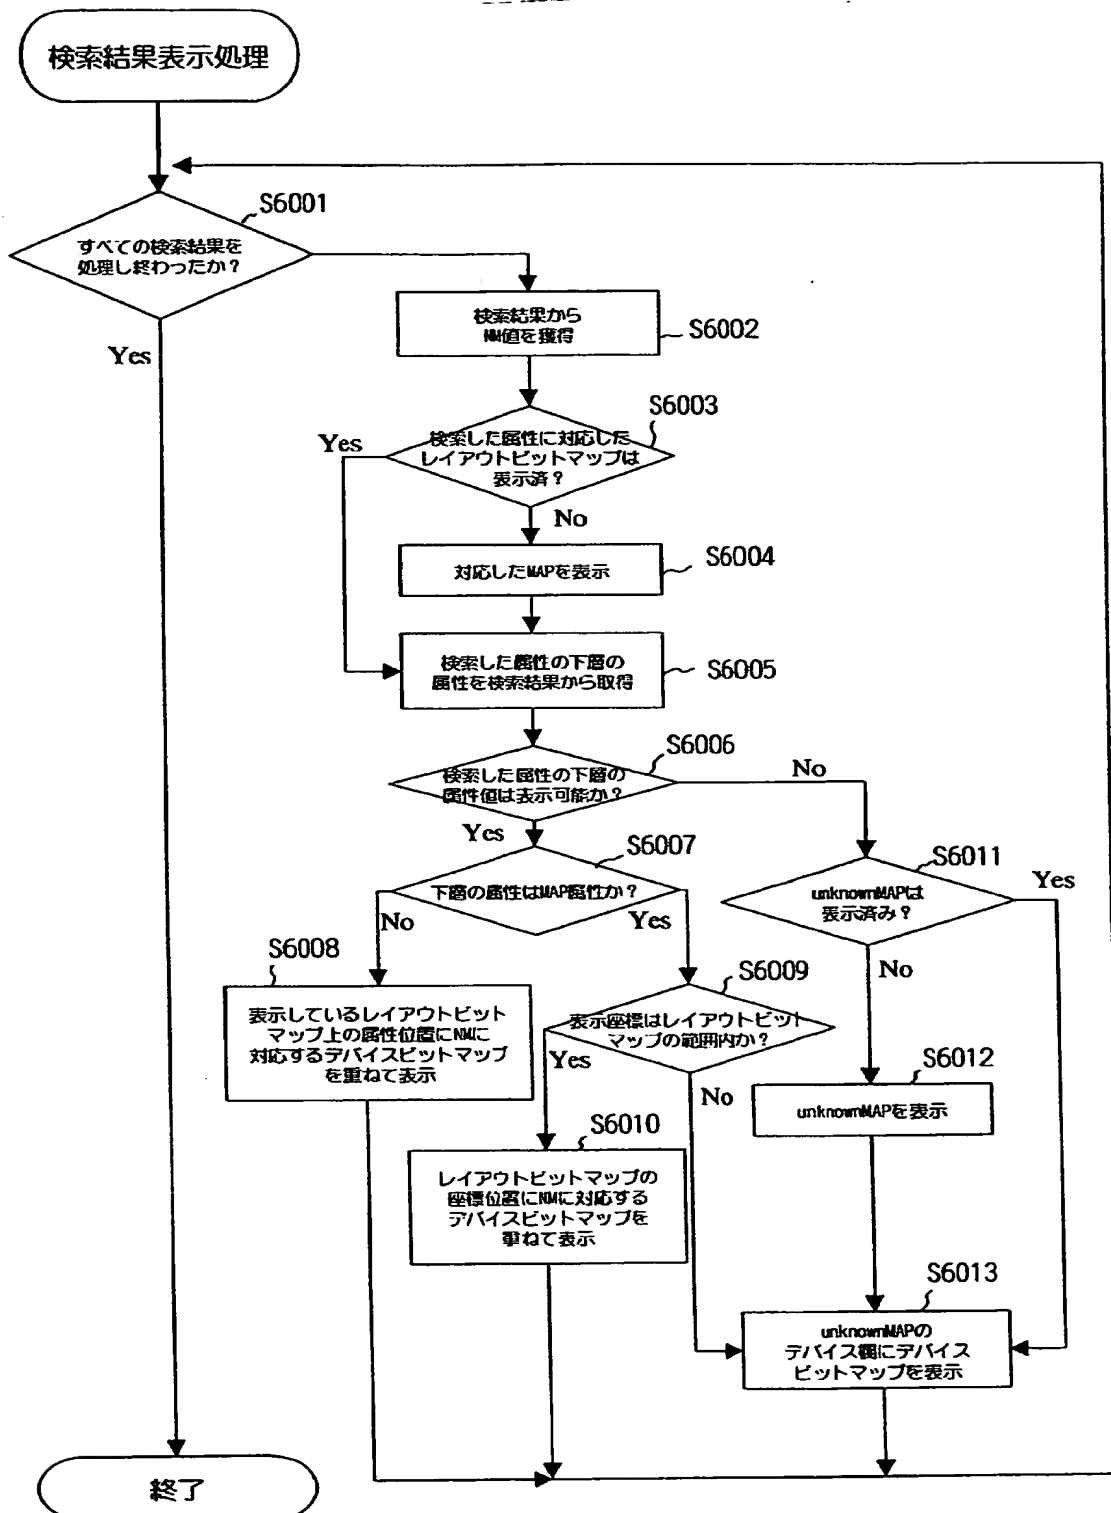 検索結果表示処理
S6001
すべての検索結果を
処理し終わったか？
Yes
検索結果から
NM値を獲得
S6002
S6003
検索した属性に対応した
レイアウトビットマップは
表示済？
Yes
No
対応したMAPを表示
S6004
検索した属性の下層の
属性を検索結果から取得
S6005
S6006
検索した属性の下層の
属性値は表示可能か？
No
Yes
S6007
下層の属性はMAP属性か？
No
Yes
S6011
unknownMAPは
表示済み？
Yes
No
S6008
表示しているレイアウトビット
マップ上の属性位置にNMに
対応するデバイスビットマップ
を重ねて表示
S6009
表示座標はレイアウトビット
マップの範囲内か？
Yes
No
S6012
unknownMAPを表示
S6010
レイアウトビットマップの
座標位置にNMに対応する
デバイスビットマップを
重ねて表示
S6013
unknownMAPの
デバイス欄にデバイス
ビットマップを表示
終了